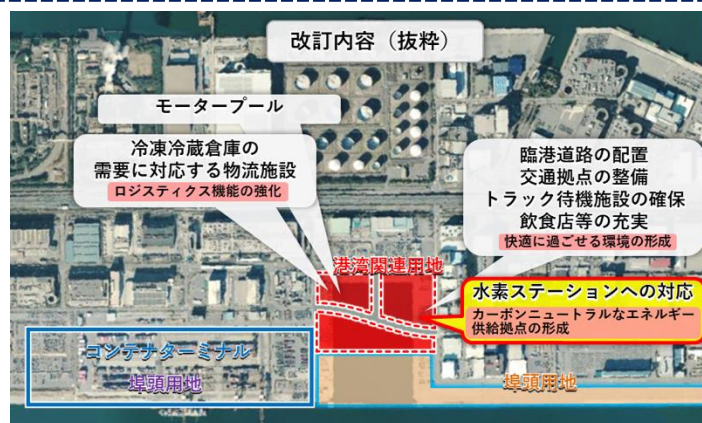 改訂内容（抜粋）
モータープール
冷凍冷蔵倉庫の
需要に対応する物流施設
ロジスティクス機能の強化
臨港道路の配置
交通拠点の整備
トラック待機施設の確保
飲食店等の充実
快適に過ごせる環境の形成
港湾関連用地
水素ステーションへの対応
カーボンニュートラルなエネルギー
供給拠点の形成
コンテナターミナル
埠頭用地
埠頭用地